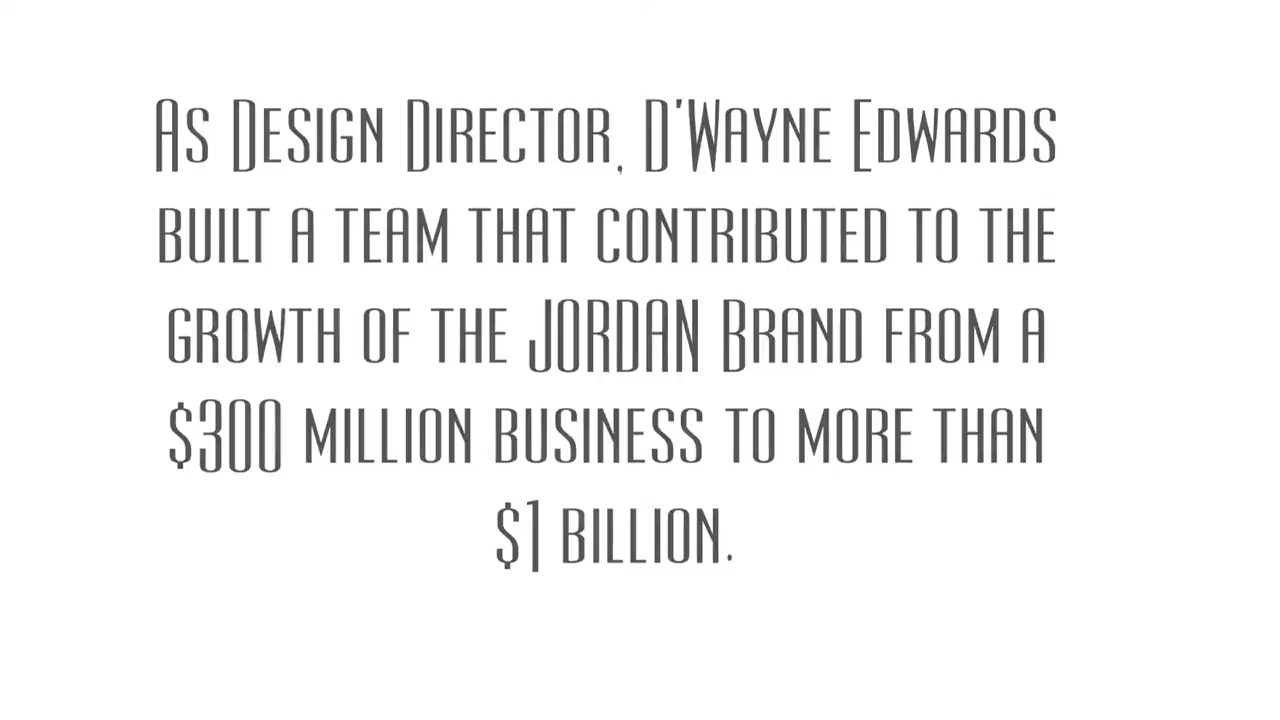 As Design Director, D'Wayne Edwards
built a team that contributed to the
growth of the JORDAN Brand from a
$300 million business to more than
$1 billion.